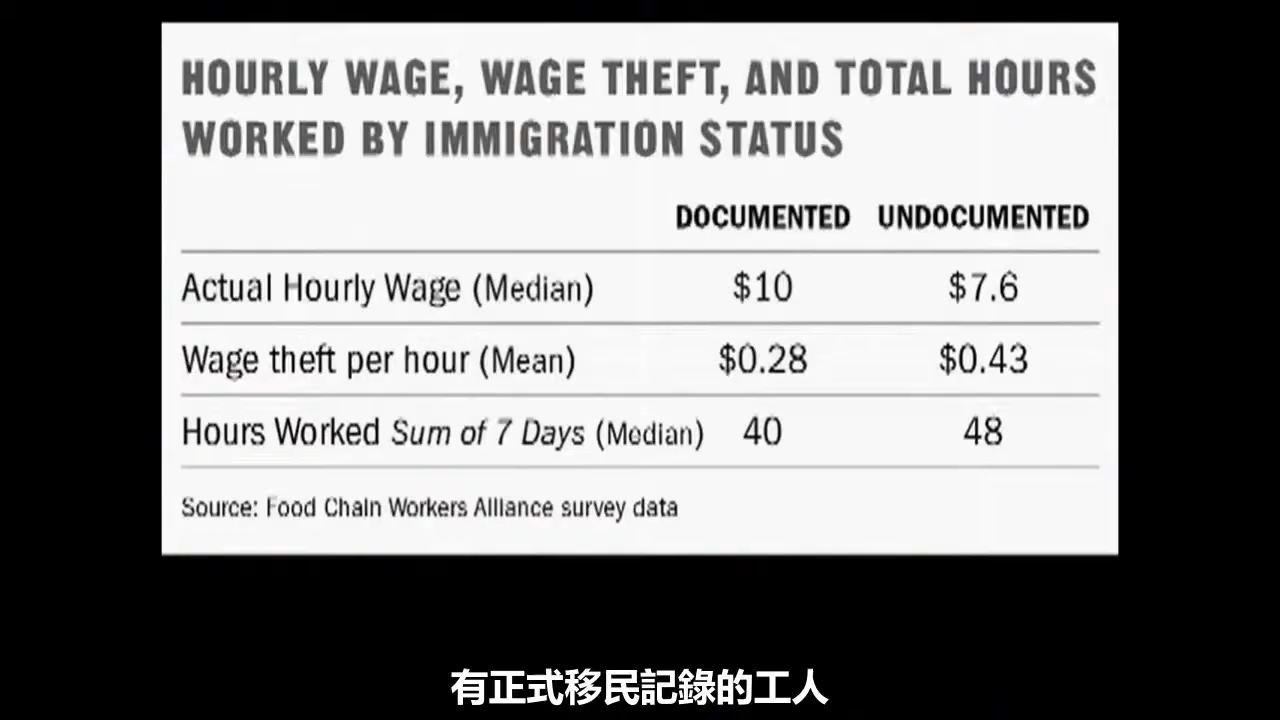 HOURLY WAGE, WAGE THEFT, AND TOTAL HOURS
WORKED BY IMMIGRATION STATUS
DOCUMENTED UNDOCUMENTED
Actual Hourly Wage (Median) $10 $7.6
Wage theft per hour (Mean) $0.28 $0.43
Hours Worked Sum of 7 Days (Median) 40 48
Source: Food Chain Workers Alliance survey data
有正式移民記錄的工人